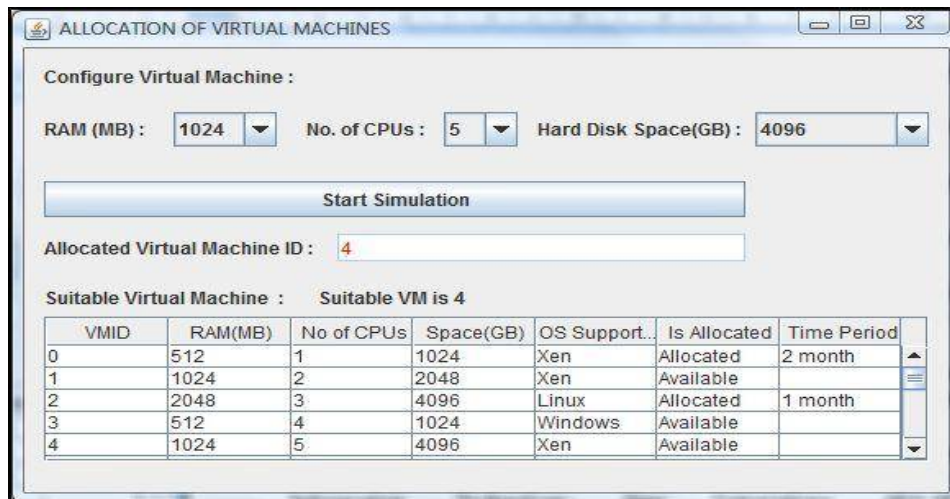 ALLOCATION OF VIRTUAL MACHINES
Configure Virtual Machine :
RAM (MB) : 1024 No. of CPUs : 5 Hard Disk Space(GB) : 4096
Start Simulation
Allocated Virtual Machine ID : 4
Suitable Virtual Machine : Suitable VM is 4
VMID RAM(MB) No of CPUs Space(GB) OS Support... Is Allocated Time Period
0 512 1 1024 Xen Allocated 2 month
1 1024 2 2048 Xen Available
2 2048 3 4096 Linux Allocated 1 month
3 512 4 1024 Windows Available
4 1024 5 4096 Xen Available